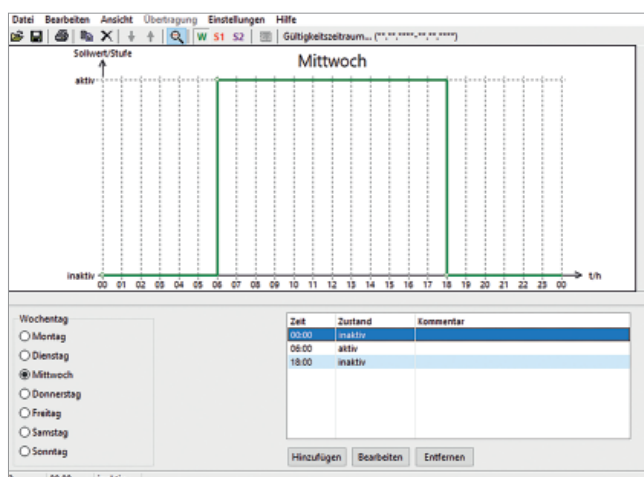 Datei Bearbeiten Ansicht Übertragung Einstellungen Hilfe
W S1 S2 Gültigkeitszeitraum... (**.**.****-**.**.****)
Sollwert/Stufe
Mittwoch
aktiv
inaktiv
00 01 02 03 04 05 06 07 08 09 10 11 12 13 14 15 16 17 18 19 20 21 22 23 00
t/h
Wochentag
Montag
Dienstag
Mittwoch
Donnerstag
Freitag
Samstag
Sonntag
Zeit Zustand Kommentar
00:00 inaktiv
06:00 aktiv
18:00 inaktiv
Hinzufügen Bearbeiten Entfernen